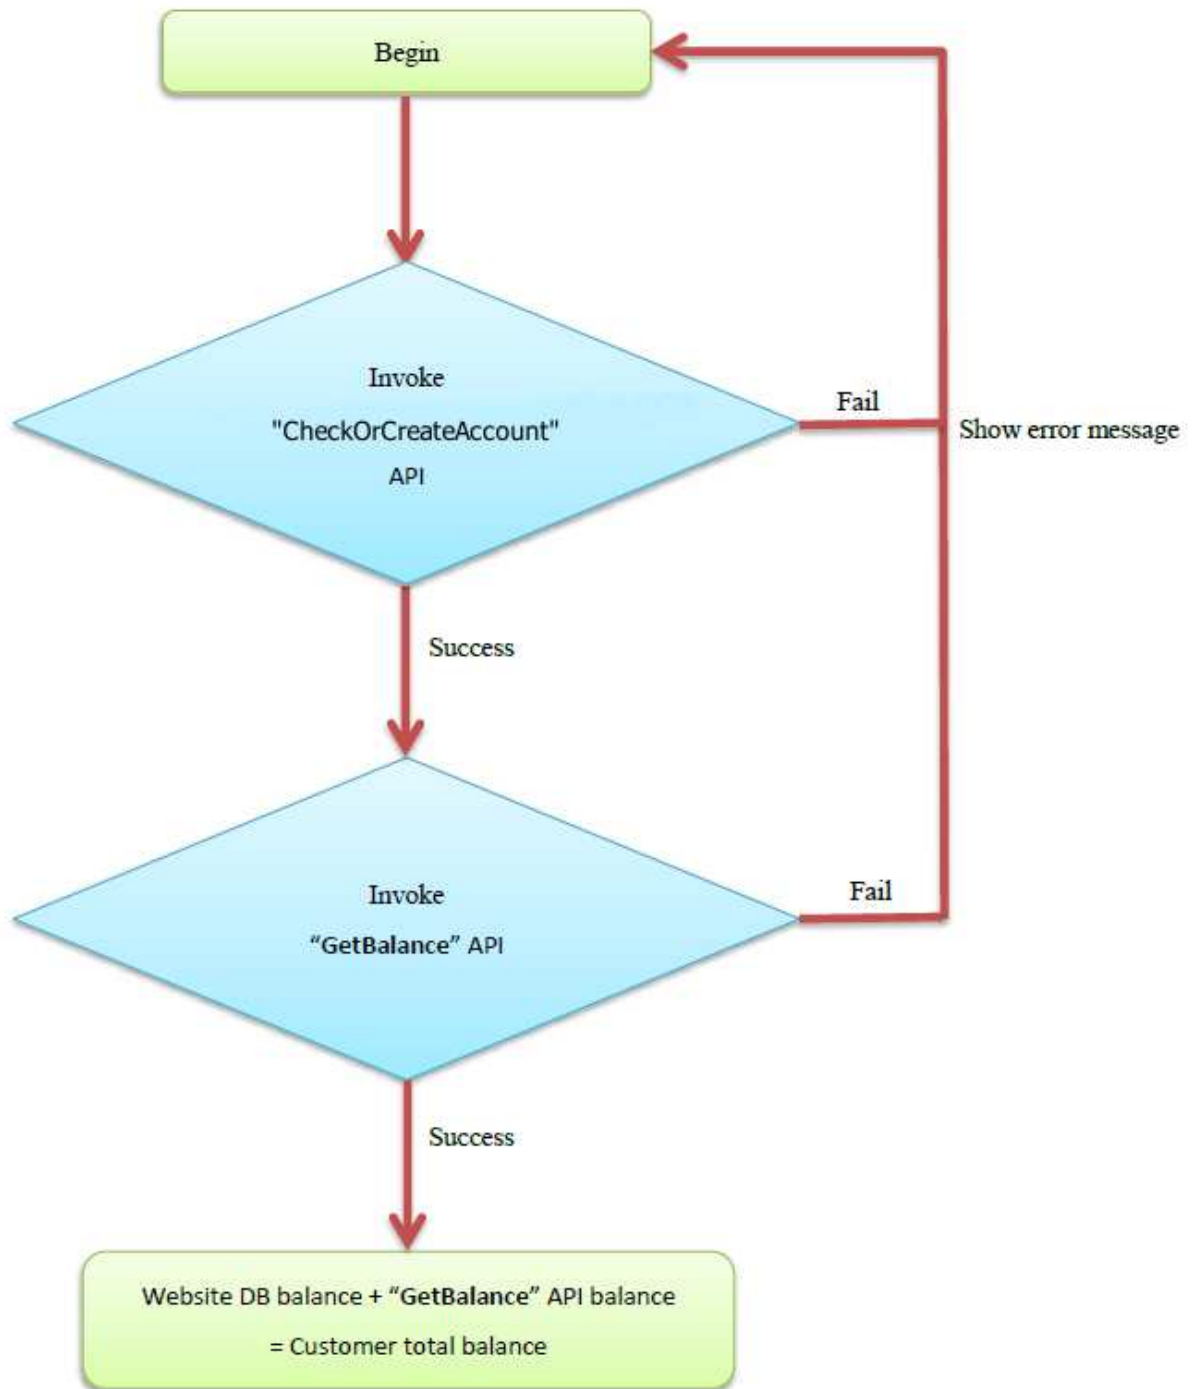 Begin
Invoke
"CheckOrCreateAccount"
API
Fail
Show error message
Success
Invoke
“GetBalance” API
Fail
Success
Website DB balance + “GetBalance” API balance
= Customer total balance